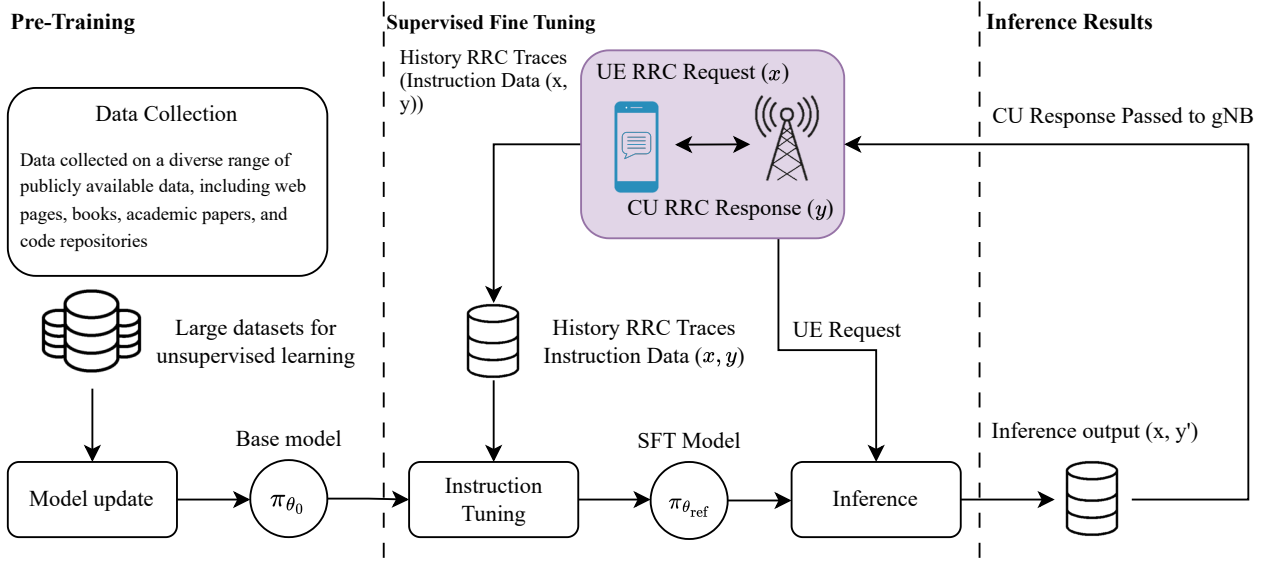 Pre-Training
Data Collection
Data collected on a diverse range of
publicly available data, including web
pages, books, academic papers, and
code repositories
Large datasets for
unsupervised learning
Model update
Base model
π_θ₀
Supervised Fine Tuning
History RRC Traces
(Instruction Data (x,
y))
UE RRC Request (x)
CU RRC Response (y)
History RRC Traces
Instruction Data (x, y)
UE Request
Instruction
Tuning
SFT Model
π_θ_ref
Inference
Inference Results
CU Response Passed to gNB
Inference output (x, y')